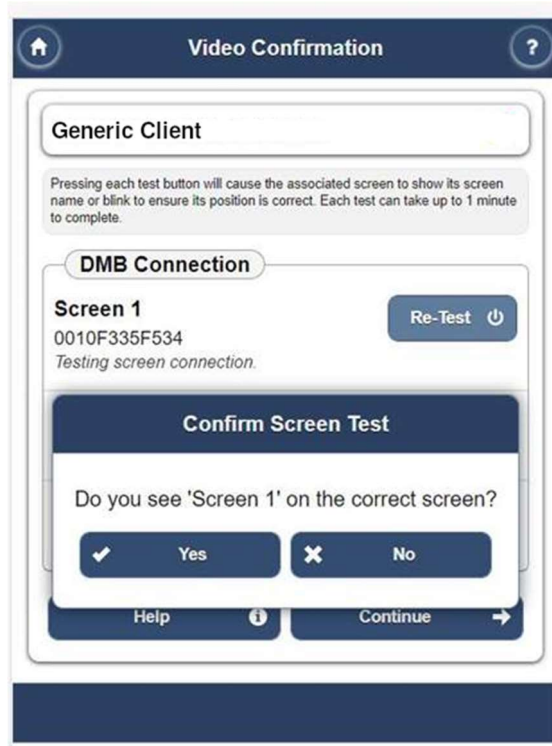 Video Confirmation
?
Generic Client
Pressing each test button will cause the associated screen to show its screen
name or blink to ensure its position is correct. Each test can take up to 1 minute
to complete.
DMB Connection
Screen 1
Re-Test
0010F335F534
Testing screen connection.
Confirm Screen Test
Do you see 'Screen 1' on the correct screen?
Yes
No
Help
Continue